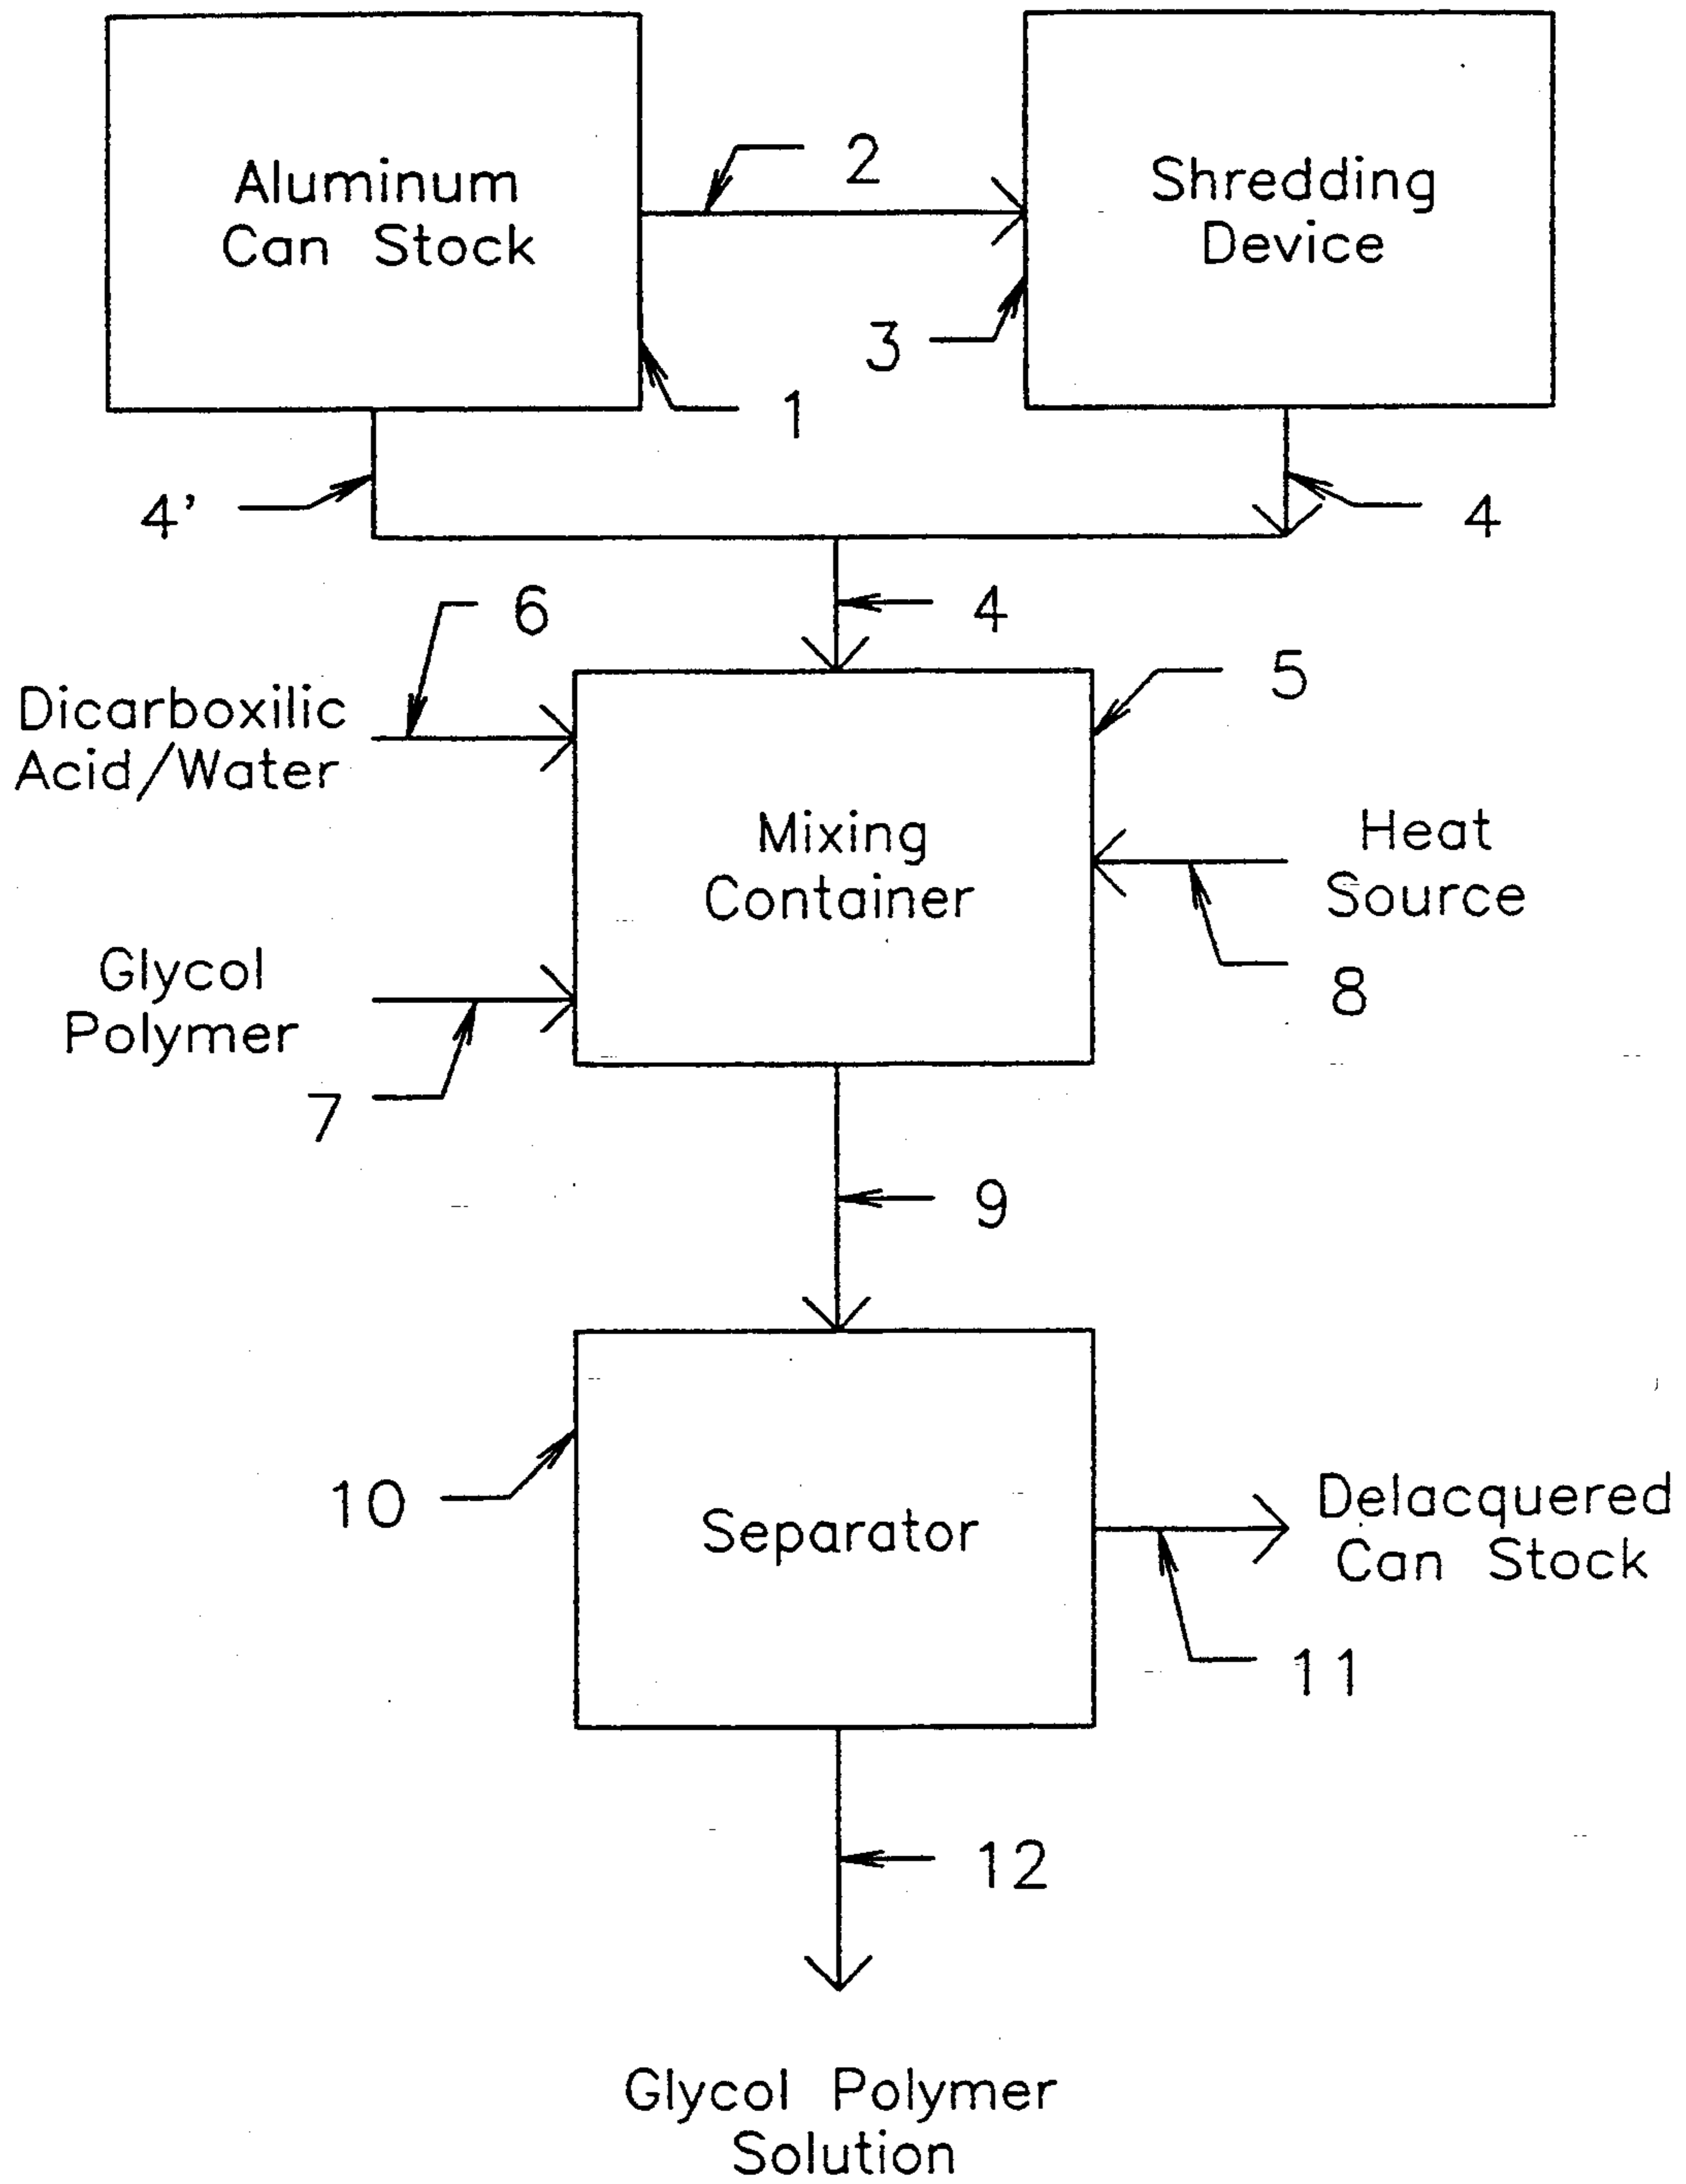 Aluminum
Can Stock
2
Shredding
Device
3
1
4'
4
4
6
5
Dicarboxilic
Acid/Water
Mixing
Container
Heat
Source
8
Glycol
Polymer
7
9
10
Separator
Delacquered
Can Stock
11
12
Glycol Polymer
Solution